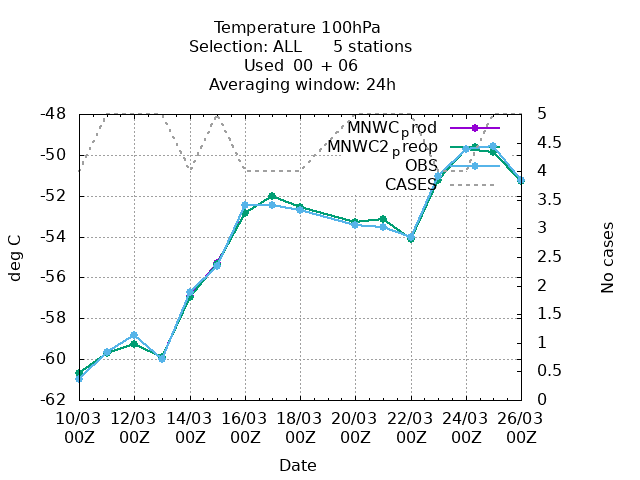 Temperature 100hPa
Selection: ALL 5 stations
Used 00 + 06
Averaging window: 24h
MNWCprod
MNWC2preop
OBS
CASES
-48
-50
-52
-54
-56
-58
-60
-62
deg C
5
4.5
4
3.5
3
2.5
2
1.5
1
0.5
0
No cases
10/03 12/03 14/03 16/03 18/03 20/03 22/03 24/03 26/03
00Z 00Z 00Z 00Z 00Z 00Z 00Z 00Z 00Z
Date